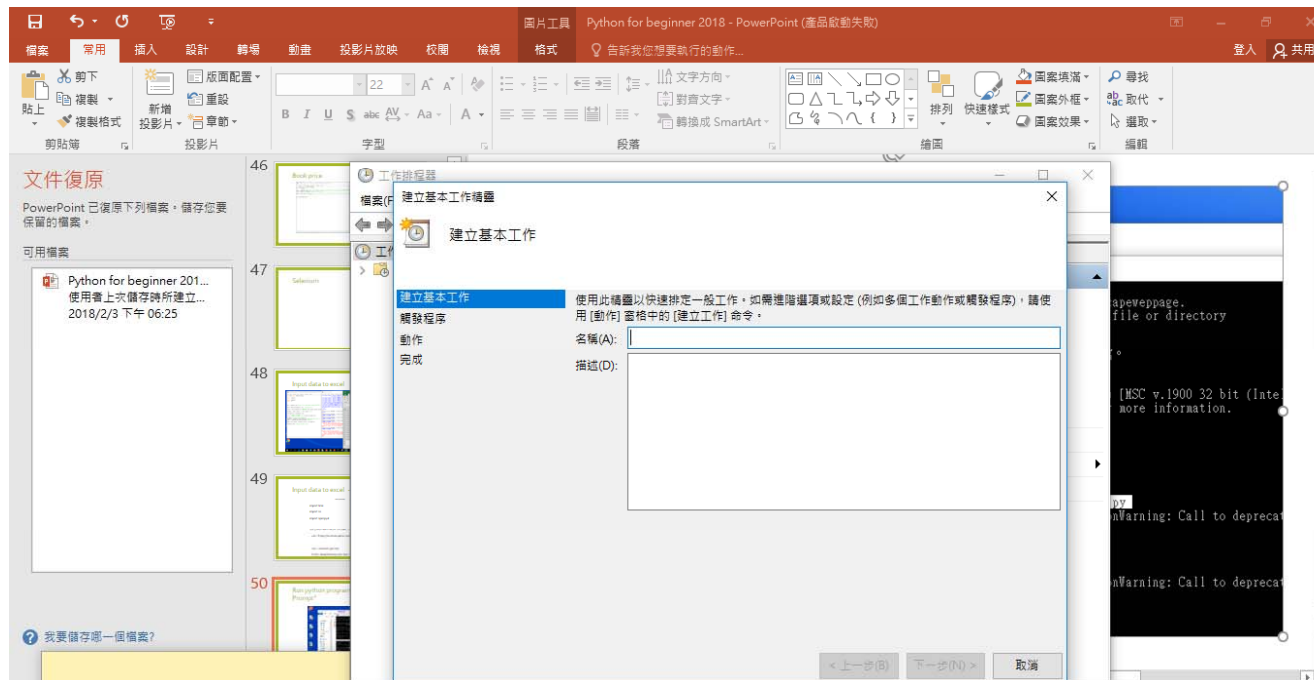 圖片工具 Python for beginner 2018 - PowerPoint (產品啟動失敗)
檔案 常用 插入 設計 轉場 動畫 投影片放映 校閱 檢視 格式 告訴我您想要執行的動作... 登入 共用
剪下
複製
複製格式
貼上
剪貼簿
新增
投影片
版面配置
重設
章節
投影片
22
B I U S abc AV Aa A
字型
文字方向
對齊文字
轉換成 SmartArt
段落
排列
快速樣式
圖案填滿
圖案外框
圖案效果
繪圖
尋找
取代
選取
編輯
文件復原
PowerPoint 已復原下列檔案。儲存您要
保留的檔案。
可用檔案
Python for beginner 201...
使用者上次儲存時所建立...
2018/2/3 下午 06:25
我要儲存哪一個檔案?
46
Book price
47
Selenium
48
Input data to excel
49
Input data to excel
50
Run python program
工作排程器
檔案(F
建立基本工作精靈
建立基本工作
建立基本工作
觸發程序
動作
完成
使用此精靈以快速排定一般工作。如需進階選項或設定 (例如多個工作動作或觸發程序)，請使
用 [動作] 窗格中的 [建立工作] 命令。
名稱(A):
描述(D):
< 上一步(B) 下一步(N) > 取消
apeweppage.
file or directory
[MSC v.1900 32 bit (Inte
more information.
py
nWarning: Call to deprecat
nWarning: Call to deprecat